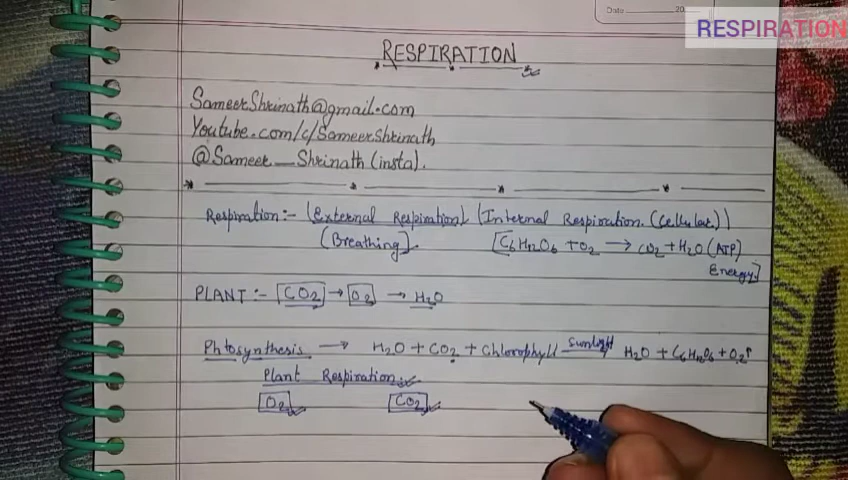 Date 20
RESPIRATION
RESPIRATION
SameerShrinath@gmail.com
Youtube.com/c/SameerShrinath
@Sameer_Shrinath (insta).
Respiration:- (External Respiration) (Internal Respiration. (Cellular.))
(Breathing). [C6H12O6 + O2 → CO2 + H2O (ATP)
Energy.]
PLANT :- CO2 → O2 → H2O
Phtosynthesis → H2O + CO2 + Chlorophyll sunlight H2O + C6H12O6 + O2↑
Plant Respiration.
O2 CO2